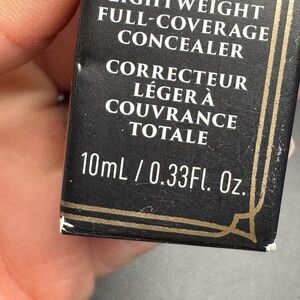 LIGHTWEIGHT
FULL-COVERAGE
CONCEALER
CORRECTEUR
LÉGER À
COUVRANCE
TOTALE
10mL / 0.33FL. Oz.